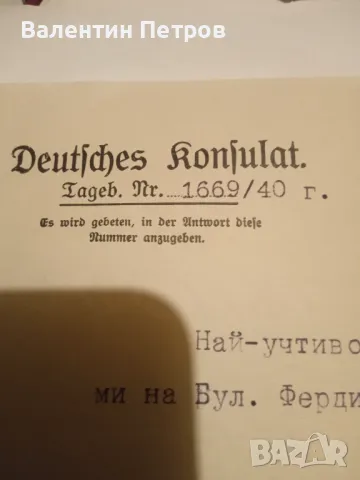 Валентин Петров
Deutsches Konsulat.
Tageb. Nr. 1669/40 г.
Es wird gebeten, in der Antwort diese
Nummer anzugeben.
Най-учтиво
ми на Бул. Ферди
bazar